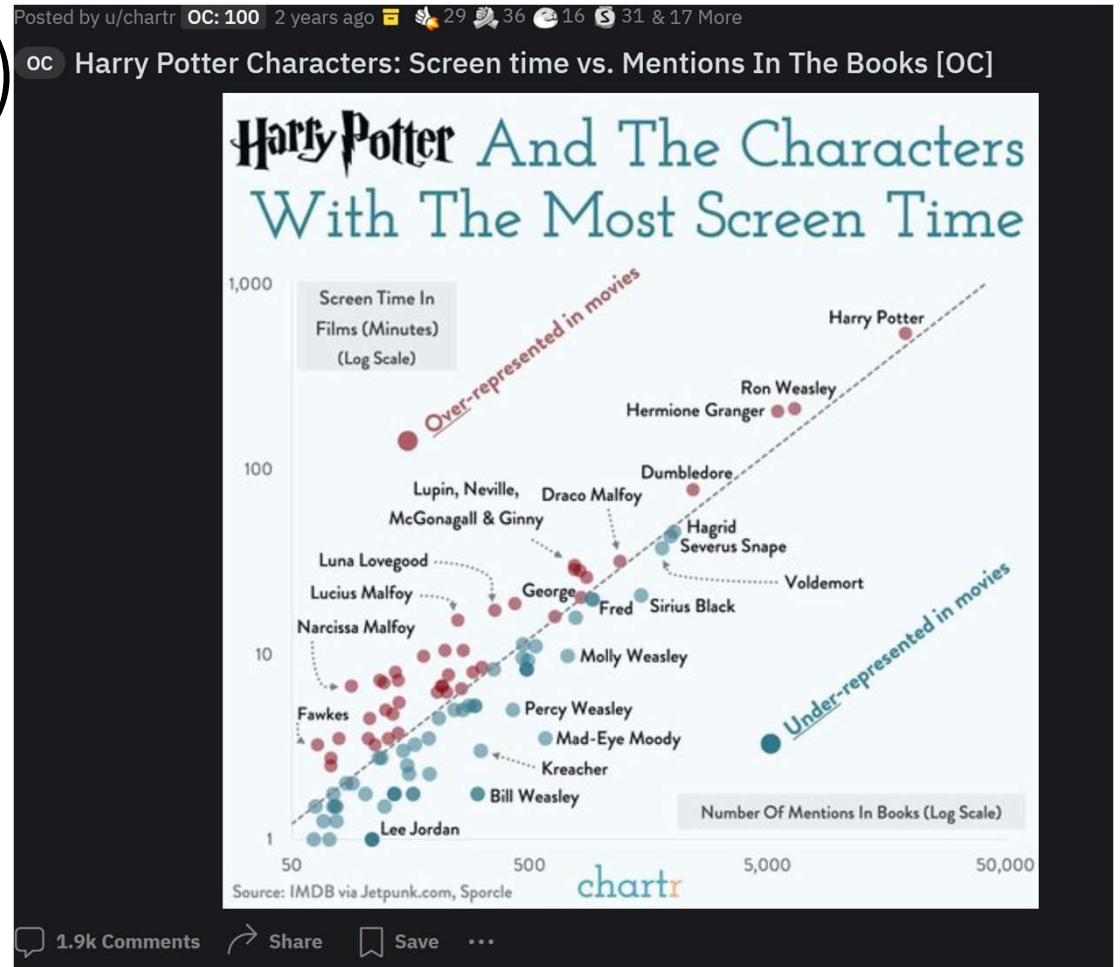 Posted by u/chartr OC: 100 2 years ago 29 36 16 S 31 & 17 More
OC Harry Potter Characters: Screen time vs. Mentions In The Books [OC]
Harry Potter And The Characters
With The Most Screen Time
1,000
Screen Time In
Films (Minutes)
(Log Scale)
Over-represented in movies
Harry Potter
Ron Weasley
Hermione Granger
100
Dumbledore
Lupin, Neville,
McGonagall & Ginny
Draco Malfoy
Hagrid
Severus Snape
Luna Lovegood
Voldemort
Lucius Malfoy
George
Fred
Sirius Black
Narcissa Malfoy
10
Molly Weasley
Under-represented in movies
Percy Weasley
Fawkes
Mad-Eye Moody
Kreacher
Bill Weasley
Number Of Mentions In Books (Log Scale)
Lee Jordan
1
50
500
5,000
50,000
Source: IMDB via Jetpunk.com, Sporcle
chartr
1.9k Comments Share Save ...